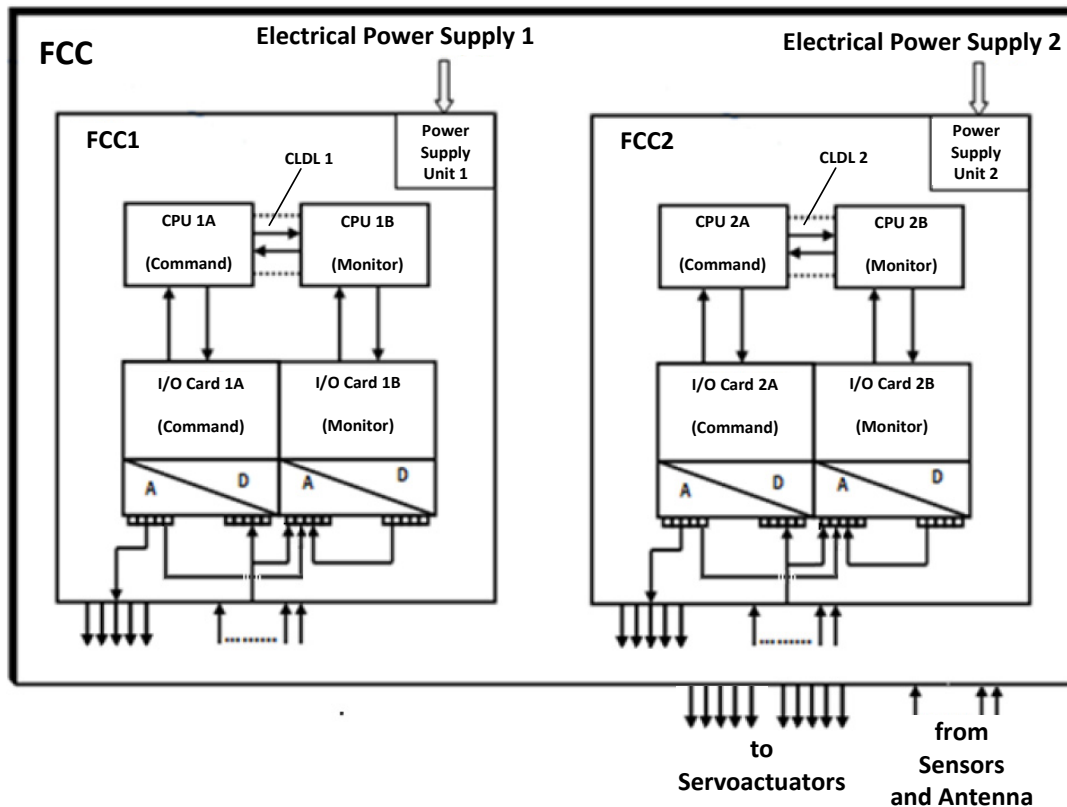 Electrical Power Supply 1
Electrical Power Supply 2
FCC
FCC1
Power
Supply
Unit 1
CLDL 1
CPU 1A
(Command)
CPU 1B
(Monitor)
I/O Card 1A
(Command)
I/O Card 1B
(Monitor)
A
D
A
D
FCC2
Power
Supply
Unit 2
CLDL 2
CPU 2A
(Command)
CPU 2B
(Monitor)
I/O Card 2A
(Command)
I/O Card 2B
(Monitor)
A
D
A
D
to
Servoactuators
from
Sensors
and Antenna